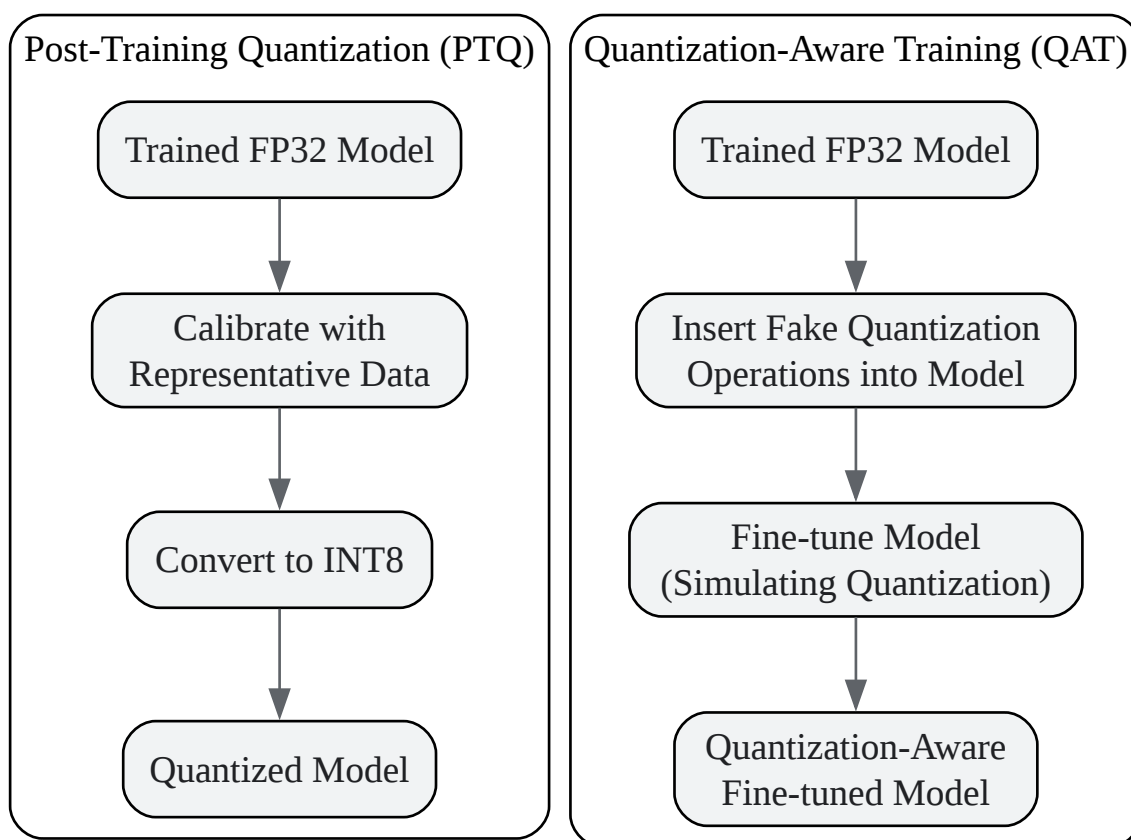 Post-Training Quantization (PTQ)
Trained FP32 Model
Calibrate with
Representative Data
Convert to INT8
Quantized Model
Quantization-Aware Training (QAT)
Trained FP32 Model
Insert Fake Quantization
Operations into Model
Fine-tune Model
(Simulating Quantization)
Quantization-Aware
Fine-tuned Model